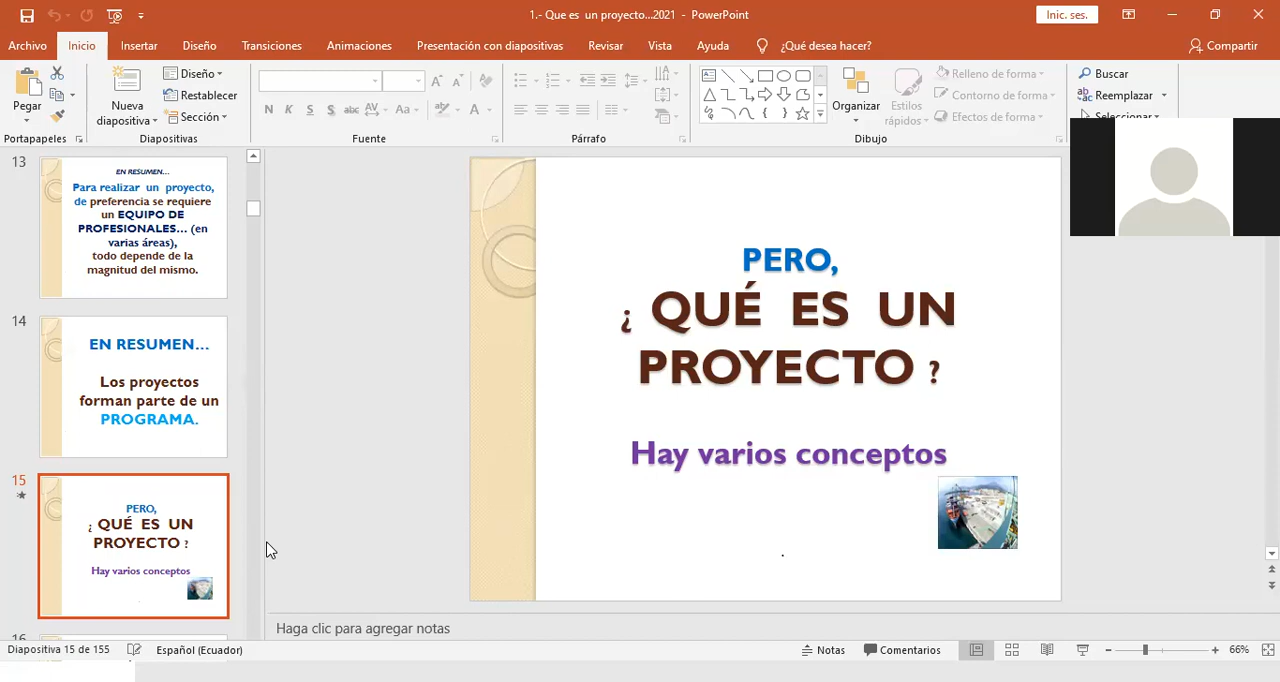 1.- Que es  un proyecto...2021  -  PowerPoint
Inic. ses.
Archivo
Inicio
Insertar
Diseño
Transiciones
Animaciones
Presentación con diapositivas
Revisar
Vista
Ayuda
¿Qué desea hacer?
Compartir
Pegar
Portapapeles
Nueva
diapositiva
Diseño
Restablecer
Sección
Diapositivas
N K S S abc AV Aa A
Fuente
Párrafo
Organizar
Estilos
rápidos
Relleno de forma
Contorno de forma
Efectos de forma
Dibujo
Buscar
Reemplazar
Seleccionar
13
EN RESUMEN...
Para realizar  un  proyecto,
de preferencia se requiere
un EQUIPO DE
PROFESIONALES... (en
varias áreas),
todo depende de la
magnitud del mismo.
14
EN RESUMEN...
Los proyectos
forman parte de un
PROGRAMA.
15
PERO,
¿ QUÉ  ES  UN
PROYECTO ?
Hay varios conceptos
16
PERO,
¿ QUÉ  ES  UN
PROYECTO ?
Hay varios conceptos
.
Haga clic para agregar notas
Diapositiva 15 de 155
Español (Ecuador)
Notas
Comentarios
66%